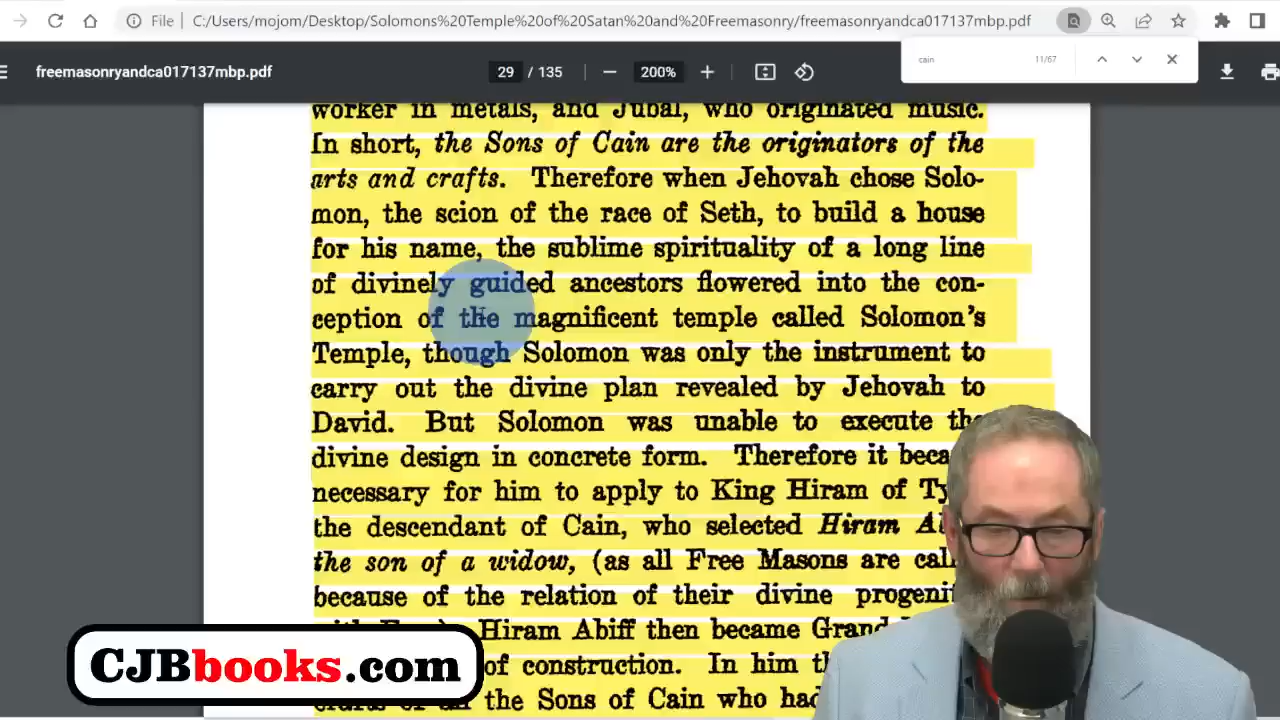 File C:/Users/mojom/Desktop/Solomons%20Temple%20of%20Satan%20and%20Freemasonry/freemasonryandca017137mbp.pdf
cain 11/67
freemasonryandca017137mbp.pdf 29 / 135 200%
worker in metals, and Jubal, who originated music.
In short, the Sons of Cain are the originators of the
arts and crafts. Therefore when Jehovah chose Solo-
mon, the scion of the race of Seth, to build a house
for his name, the sublime spirituality of a long line
of divinely guided ancestors flowered into the con-
ception of the magnificent temple called Solomon's
Temple, though Solomon was only the instrument to
carry out the divine plan revealed by Jehovah to
David. But Solomon was unable to execute the
divine design in concrete form. Therefore it beca
necessary for him to apply to King Hiram of Ty
the descendant of Cain, who selected Hiram A
the son of a widow, (as all Free Masons are call
because of the relation of their divine progenit
Hiram Abiff then became Grand
of construction. In him th
the Sons of Cain who had
CJBbooks.com